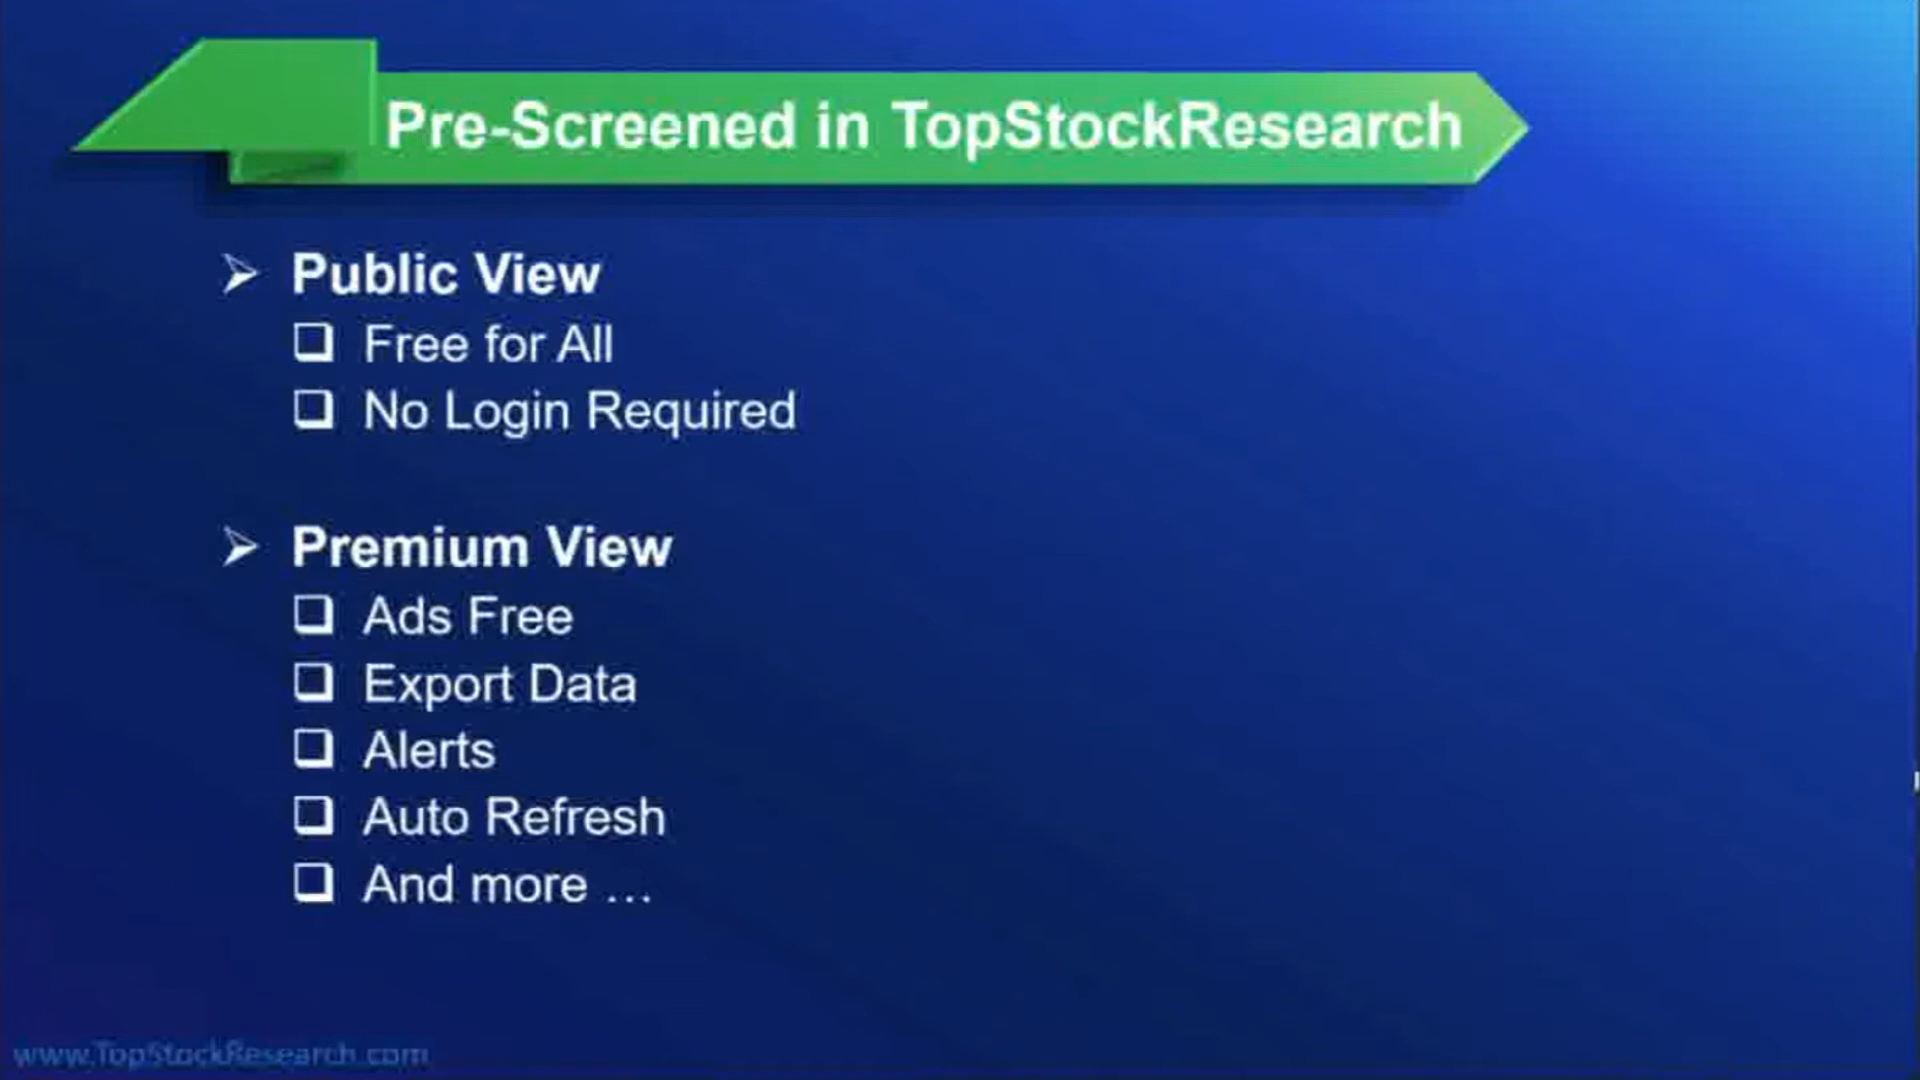 Pre-Screened in TopStockResearch
Public View
Free for All
No Login Required
Premium View
Ads Free
Export Data
Alerts
Auto Refresh
And more …
www.TopStockResearch.com